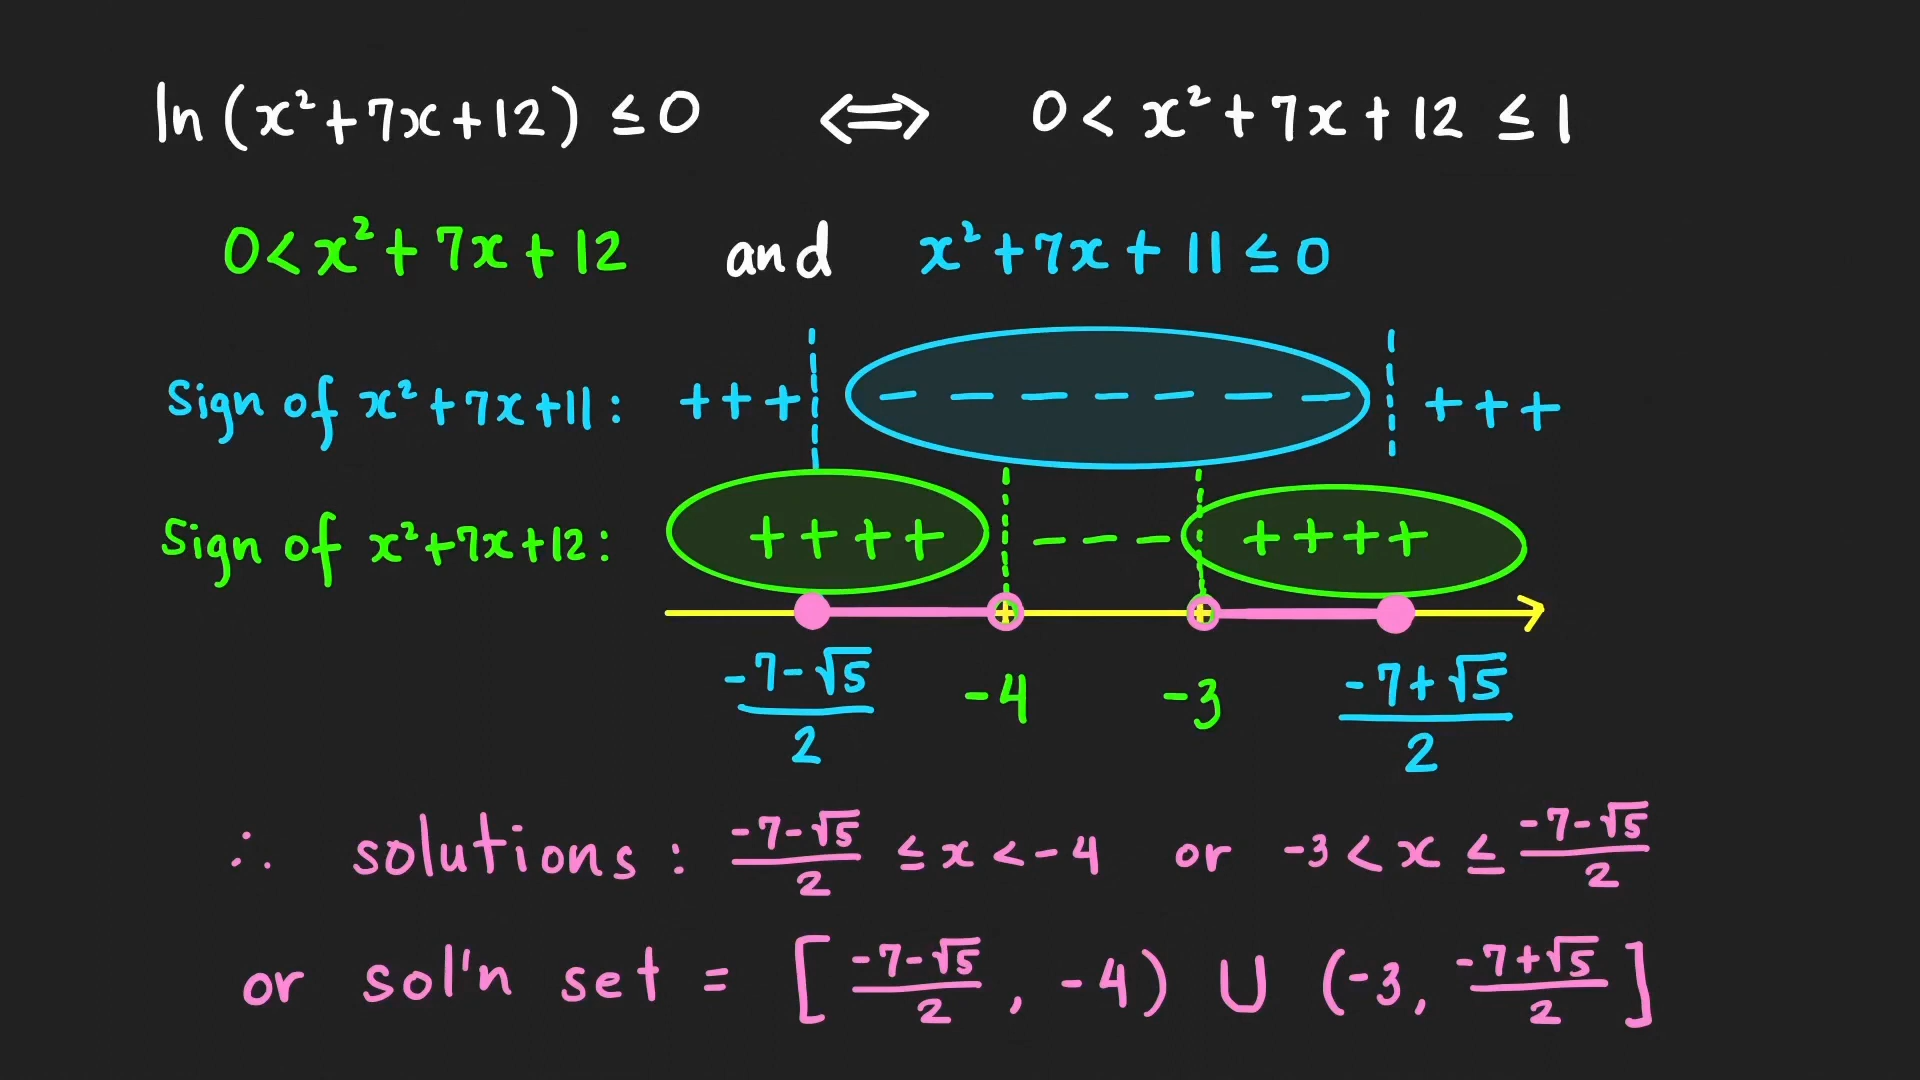 ln(x²+7x+12) ≤ 0 ⟺ 0 < x²+7x+12 ≤ 1
0 < x²+7x+12 and x²+7x+11 ≤ 0
Sign of x²+7x+11: +++ − − − − − − − +++
Sign of x²+7x+12: ++++ − − − ++++
(-7-√5)/2 -4 -3 (-7+√5)/2
∴ solutions: (-7-√5)/2 ≤ x < -4 or -3 < x ≤ (-7-√5)/2
or sol'n set = [(-7-√5)/2, -4) ∪ (-3, (-7+√5)/2]